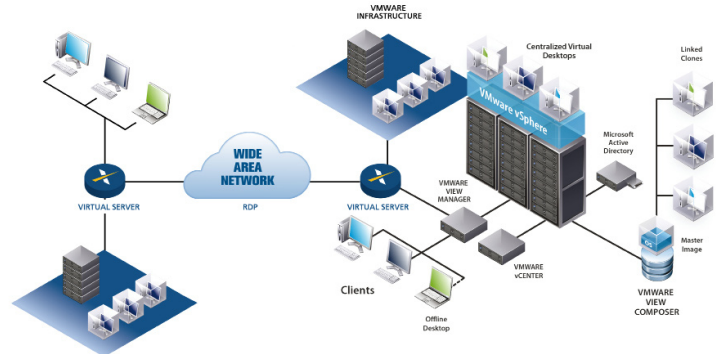 VMWARE
INFRASTRUCTURE
Centralized Virtual
Desktops
Linked
Clones
VMware vSphere
Microsoft
Active
Directory
WIDE
AREA
NETWORK
VIRTUAL SERVER
RDP
VIRTUAL SERVER
VMWARE
VIEW
MANAGER
OS
Master
Image
VMWARE
vCENTER
Clients
Offline
Desktop
VMWARE
VIEW
COMPOSER